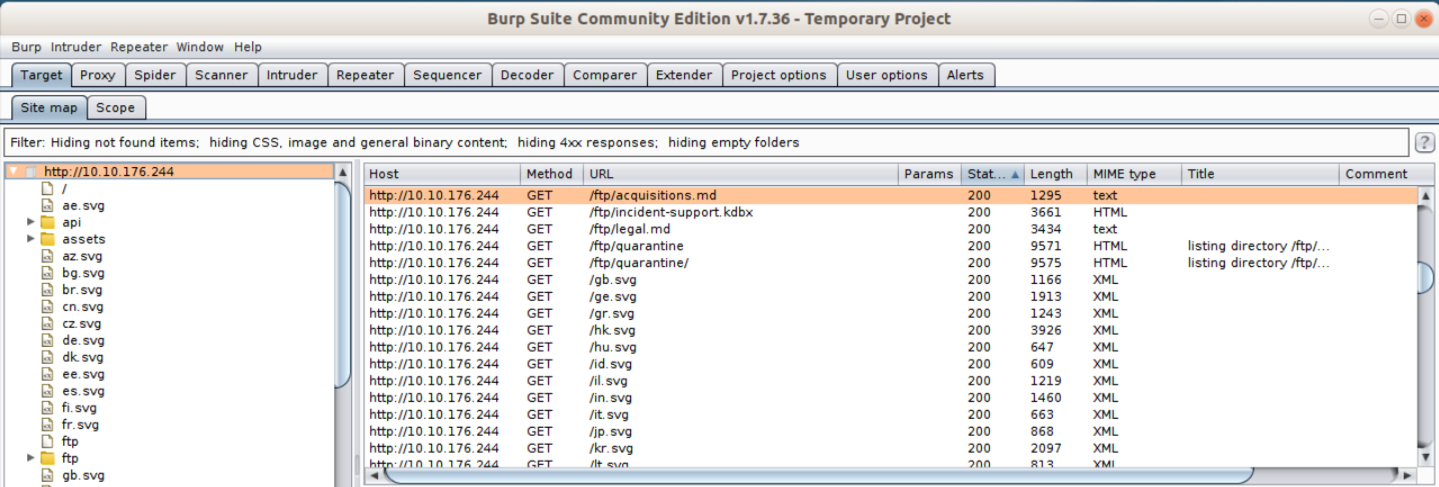 Burp Suite Community Edition v1.7.36 - Temporary Project
Burp Intruder Repeater Window Help
Target Proxy Spider Scanner Intruder Repeater Sequencer Decoder Comparer Extender Project options User options Alerts
Site map Scope
Filter: Hiding not found items; hiding CSS, image and general binary content; hiding 4xx responses; hiding empty folders ?
http://10.10.176.244
/
ae.svg
api
assets
az.svg
bg.svg
br.svg
cn.svg
cz.svg
de.svg
dk.svg
ee.svg
es.svg
fi.svg
fr.svg
ftp
ftp
gb.svg
Host Method URL Params Stat... Length MIME type Title Comment
http://10.10.176.244 GET /ftp/acquisitions.md 200 1295 text
http://10.10.176.244 GET /ftp/incident-support.kdbx 200 3661 HTML
http://10.10.176.244 GET /ftp/legal.md 200 3434 text
http://10.10.176.244 GET /ftp/quarantine 200 9571 HTML listing directory /ftp/...
http://10.10.176.244 GET /ftp/quarantine/ 200 9575 HTML listing directory /ftp/...
http://10.10.176.244 GET /gb.svg 200 1166 XML
http://10.10.176.244 GET /ge.svg 200 1913 XML
http://10.10.176.244 GET /gr.svg 200 1243 XML
http://10.10.176.244 GET /hk.svg 200 3926 XML
http://10.10.176.244 GET /hu.svg 200 647 XML
http://10.10.176.244 GET /id.svg 200 609 XML
http://10.10.176.244 GET /il.svg 200 1219 XML
http://10.10.176.244 GET /in.svg 200 1460 XML
http://10.10.176.244 GET /it.svg 200 663 XML
http://10.10.176.244 GET /jp.svg 200 868 XML
http://10.10.176.244 GET /kr.svg 200 2097 XML
http://10.10.176.244 GET /lt.svg 200 813 XML